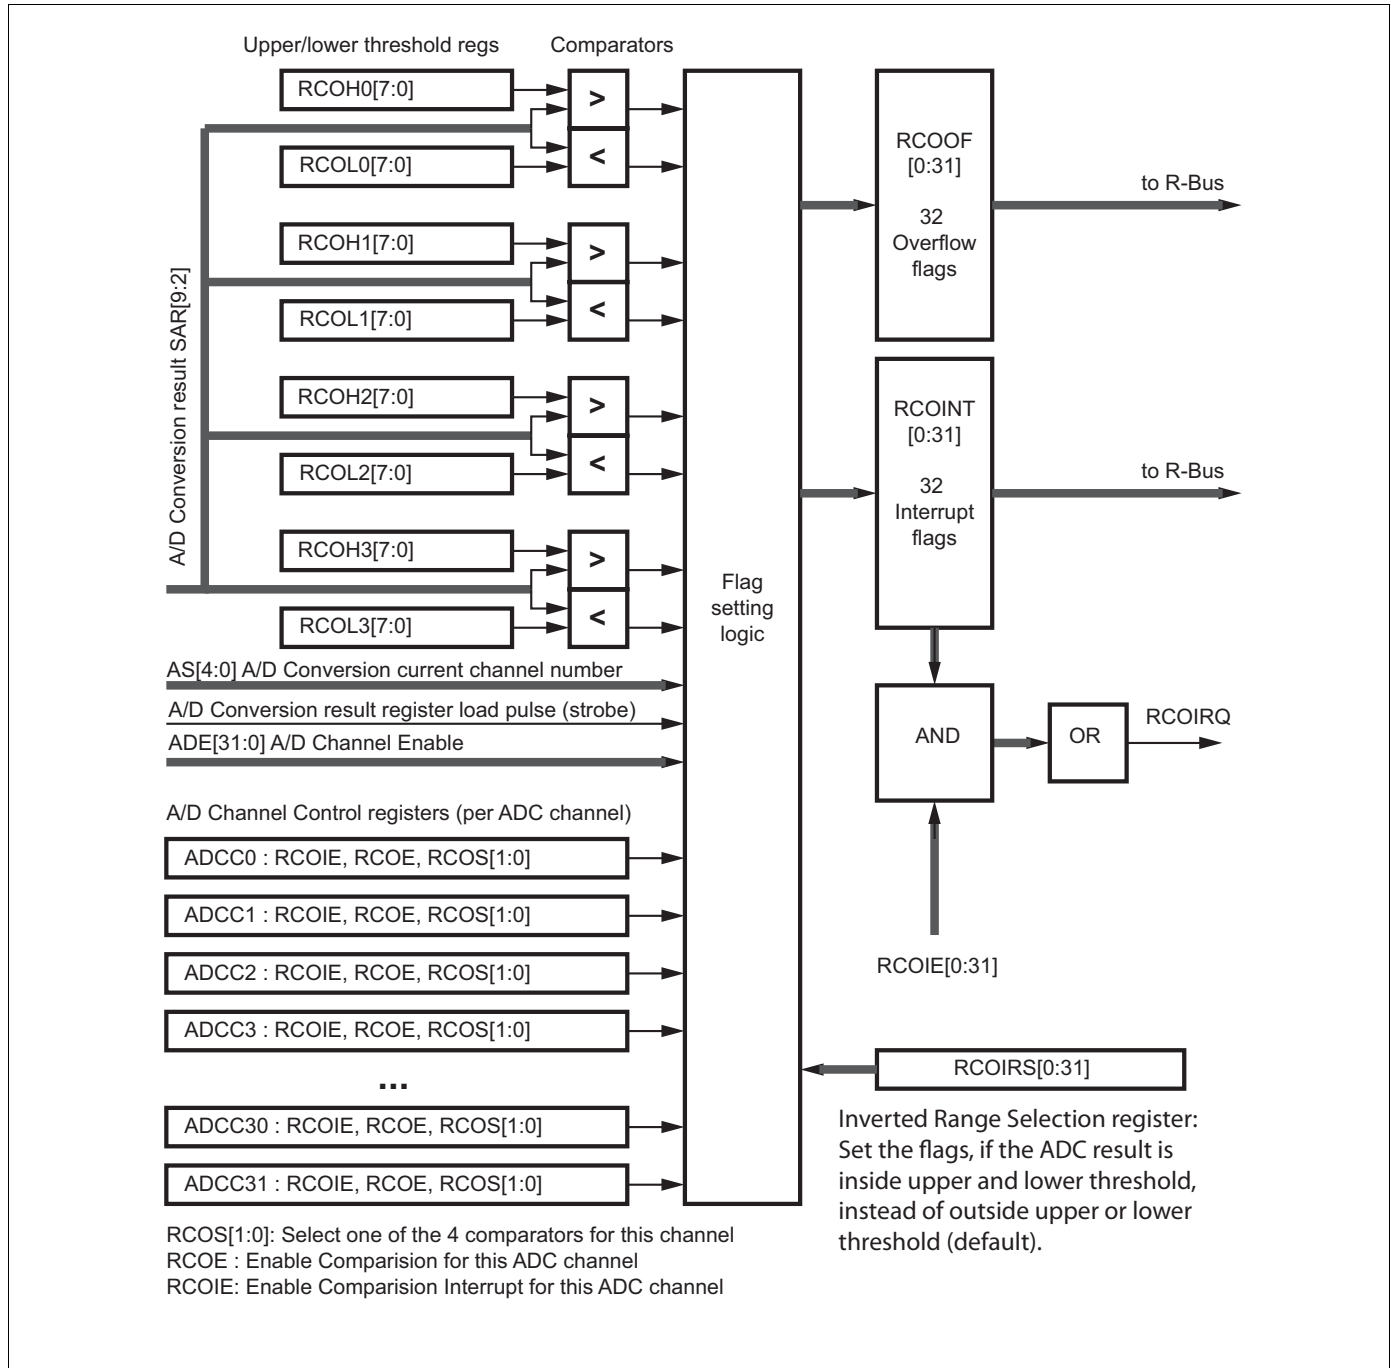 Upper/lower threshold regs
Comparators
RCOH0[7:0]
>
<
RCOL0[7:0]
RCOH1[7:0]
>
<
RCOL1[7:0]
RCOH2[7:0]
>
<
RCOL2[7:0]
RCOH3[7:0]
>
<
RCOL3[7:0]
A/D Conversion result SAR[9:2]
AS[4:0] A/D Conversion current channel number
A/D Conversion result register load pulse (strobe)
ADE[31:0] A/D Channel Enable
A/D Channel Control registers (per ADC channel)
ADCC0 : RCOIE, RCOE, RCOS[1:0]
ADCC1 : RCOIE, RCOE, RCOS[1:0]
ADCC2 : RCOIE, RCOE, RCOS[1:0]
ADCC3 : RCOIE, RCOE, RCOS[1:0]
...
ADCC30 : RCOIE, RCOE, RCOS[1:0]
ADCC31 : RCOIE, RCOE, RCOS[1:0]
RCOS[1:0]: Select one of the 4 comparators for this channel
RCOE : Enable Comparision for this ADC channel
RCOIE: Enable Comparision Interrupt for this ADC channel
Flag
setting
logic
RCOOF
[0:31]
32
Overflow
flags
to R-Bus
RCOINT
[0:31]
32
Interrupt
flags
to R-Bus
AND
OR
RCOIRQ
RCOIE[0:31]
RCOIRS[0:31]
Inverted Range Selection register:
Set the flags, if the ADC result is
inside upper and lower threshold,
instead of outside upper or lower
threshold (default).